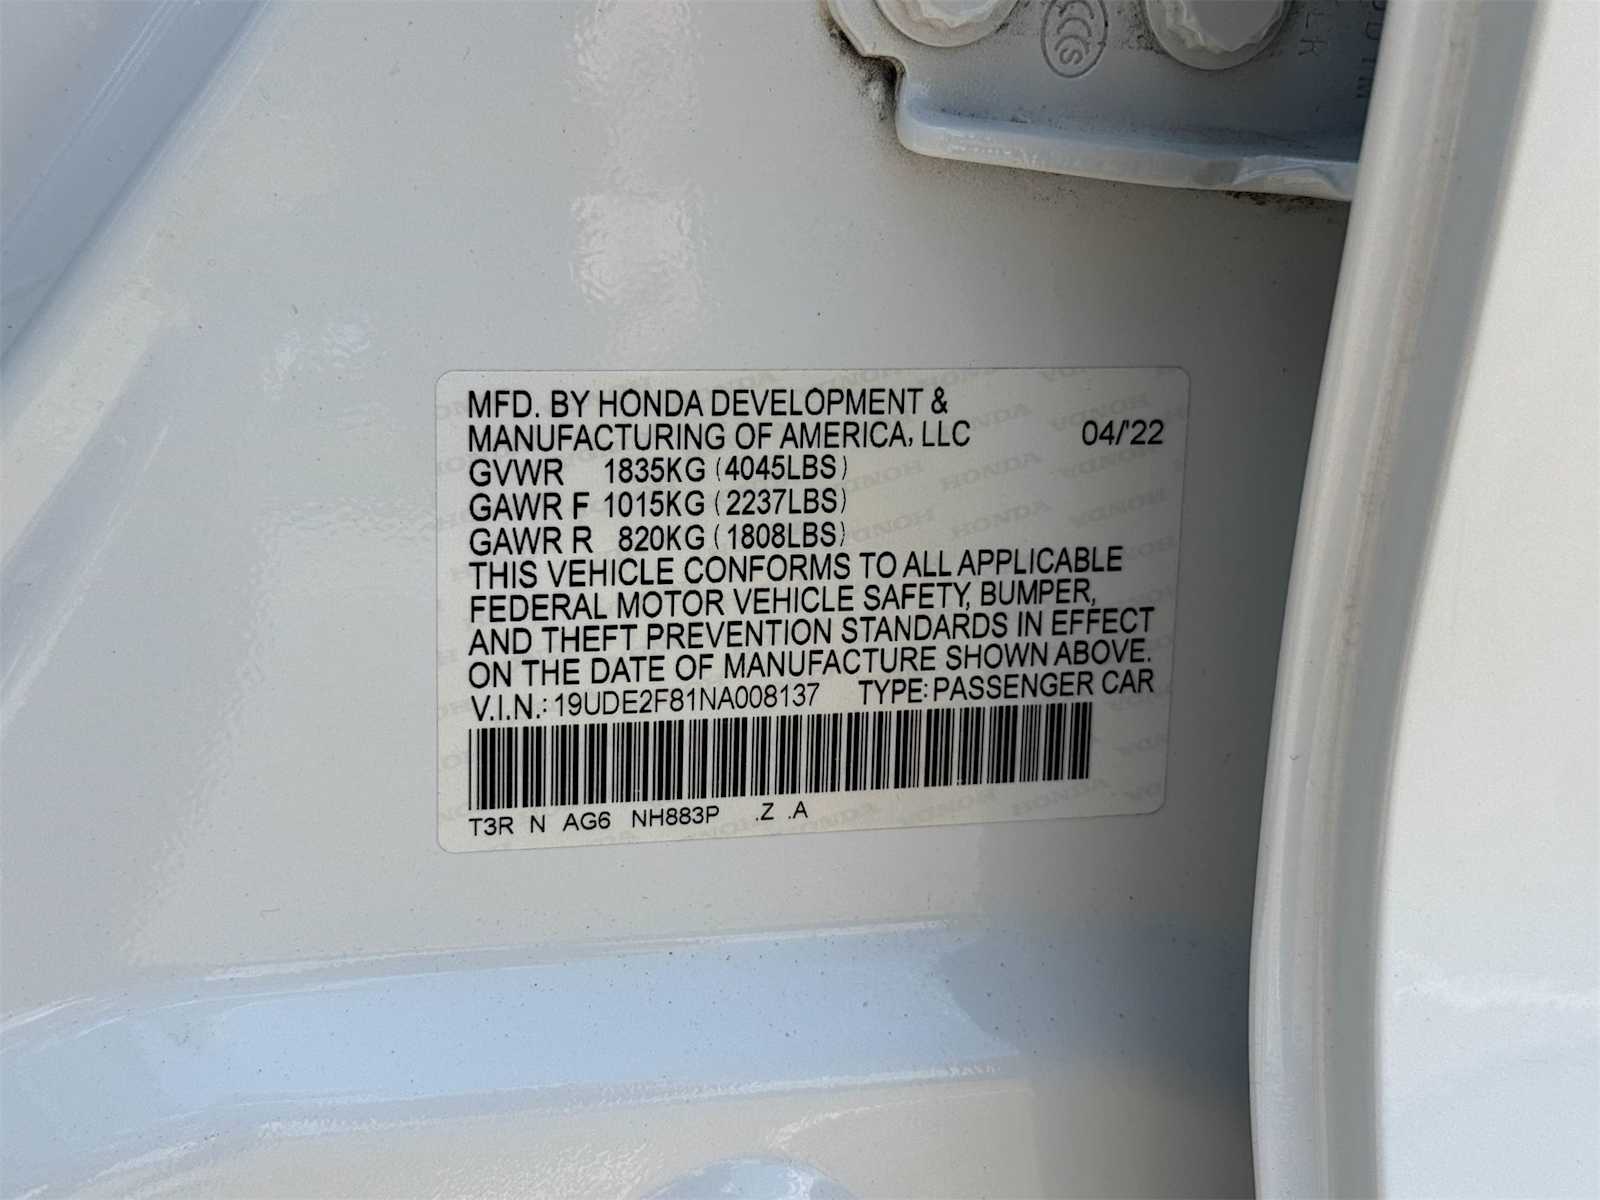 MFD. BY HONDA DEVELOPMENT &
MANUFACTURING OF AMERICA, LLC 04/'22
GVWR 1835KG (4045LBS)
GAWR F 1015KG (2237LBS)
GAWR R 820KG (1808LBS)
THIS VEHICLE CONFORMS TO ALL APPLICABLE
FEDERAL MOTOR VEHICLE SAFETY, BUMPER,
AND THEFT PREVENTION STANDARDS IN EFFECT
ON THE DATE OF MANUFACTURE SHOWN ABOVE.
V.I.N.: 19UDE2F81NA008137 TYPE: PASSENGER CAR
T3R N AG6 NH883P .Z .A